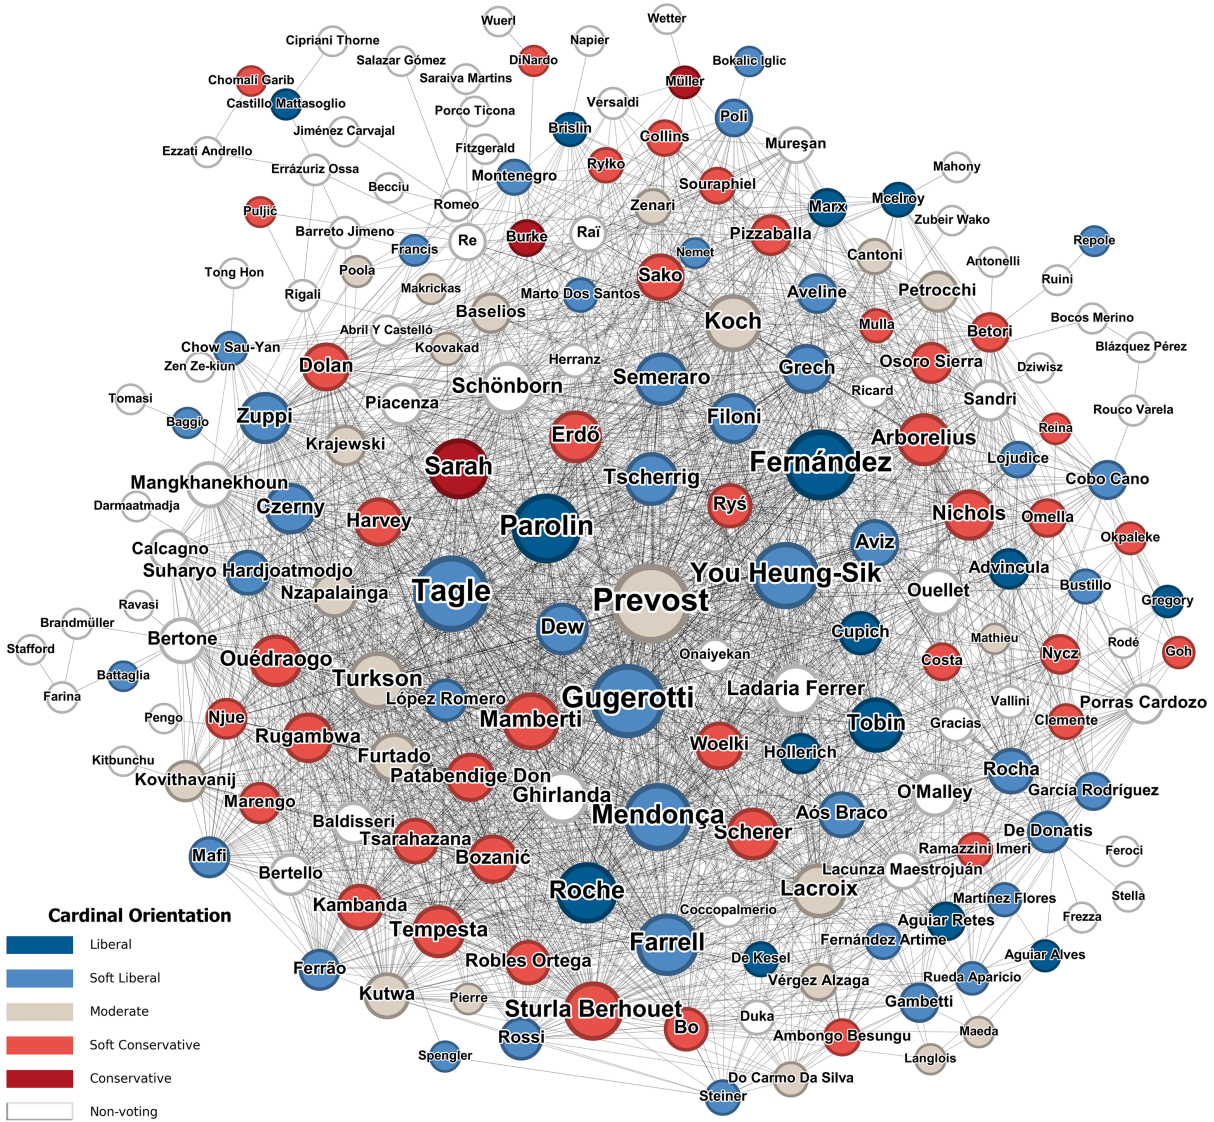 Wuerl
Wetter
Cipriani Thorne
Napier
Salazar Gómez
DiNardo
Bokalic Iglic
Chomalí Garib
Saraiva Martins
Müller
Castillo Mattasoglio
Versaldi
Porco Ticona
Poli
Jiménez Carvajal
Brislin
Collins
Mureşan
Ezzati Andrello
Fitzgerald
Ryłko
Errázuriz Ossa
Montenegro
Mahony
Becciu
Souraphiel
Mcelroy
Romeo
Zenari
Marx
Puljić
Zubeir Wako
Barreto Jimeno
Re
Burke
Raï
Pizzaballa
Repole
Francis
Nemet
Cantoni
Antonelli
Tong Hon
Poola
Sako
Ruini
Makrickas
Marto Dos Santos
Aveline
Petrocchi
Rigali
Baselios
Koch
Mulla
Bocos Merino
Abril Y Castelló
Betori
Chow Sau-Yan
Koovakad
Blázquez Pérez
Zen Ze-kiun
Dolan
Herranz
Grech
Osoro Sierra
Dziwisz
Schönborn
Semeraro
Ricard
Tomasi
Piacenza
Sandri
Zuppi
Filoni
Rouco Varela
Baggio
Krajewski
Erdő
Arborelius
Reina
Sarah
Fernández
Lojudice
Mangkhanekhoun
Tscherrig
Cobo Cano
Darmaatmadja
Czerny
Harvey
Parolin
Ryś
Nichols
Omella
Calcagno
Aviz
Okpaleke
Suharyo Hardjoatmodjo
You Heung-Sik
Advincula
Nzapalainga
Tagle
Prevost
Ouellet
Bustillo
Ravasi
Gregory
Brandmüller
Dew
Cupich
Stafford
Bertone
Mathieu
Rodé
Ouédraogo
Onaiyekan
Costa
Nycz
Goh
Battaglia
Turkson
Farina
López Romero
Gugerotti
Ladaria Ferrer
Vallini
Porras Cardozo
Pengo
Njue
Mamberti
Tobin
Gracias
Clemente
Rugambwa
Woelki
Hollerich
Kitbunchu
Furtado
Kovithavanij
Patabendige Don
Rocha
Marengo
Ghirlanda
O'Malley
García Rodríguez
Baldisseri
Mendonça
Aós Braco
Tsarahazana
Scherer
De Donatis
Mafi
Bozanić
Ramazzini Imeri
Feroci
Bertello
Lacunza Maestrojuán
Roche
Lacroix
Martínez Flores
Stella
Kambanda
Coccopalmerio
Aguiar Retes
Frezza
Cardinal Orientation
Tempesta
Farrell
Fernández Artime
Liberal
Robles Ortega
De Kesel
Aguiar Alves
Soft Liberal
Ferrão
Vérgez Alzaga
Rueda Aparicio
Kutwa
Pierre
Gambetti
Moderate
Sturla Berhouet
Duka
Bo
Ambongo Besungu
Maeda
Soft Conservative
Rossi
Spengler
Langlois
Conservative
Do Carmo Da Silva
Steiner
Non-voting